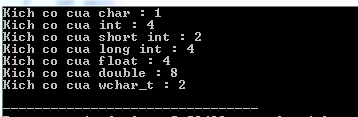 Kich co cua char : 1
Kich co cua int : 4
Kich co cua short int : 2
Kich co cua long int : 4
Kich co cua float : 4
Kich co cua double : 8
Kich co cua wchar_t : 2
--------------------------------